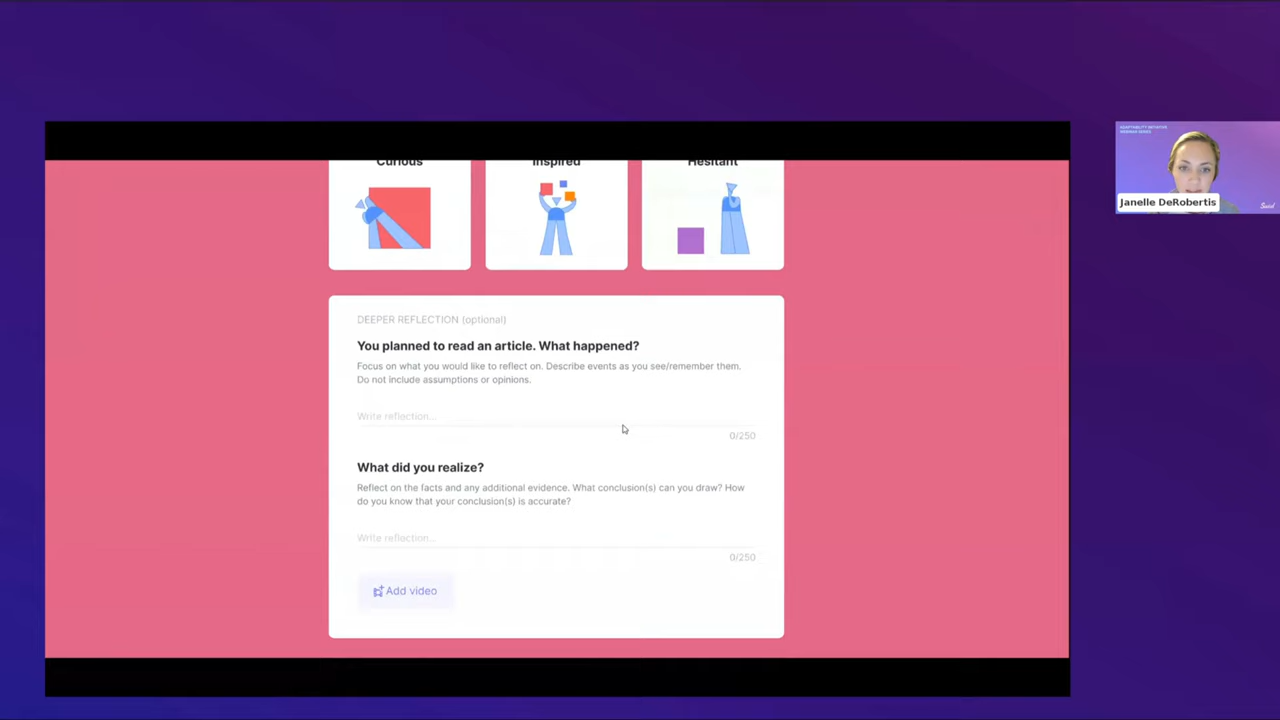 Curious
Inspired
Hesitant
DEEPER REFLECTION (optional)
You planned to read an article. What happened?
Focus on what you would like to reflect on. Describe events as you see/remember them.
Do not include assumptions or opinions.
Write reflection...
0/250
What did you realize?
Reflect on the facts and any additional evidence. What conclusion(s) can you draw? How
do you know that your conclusion(s) is accurate?
Write reflection...
0/250
Add video
WEBINAR SERIES
Janelle DeRobertis